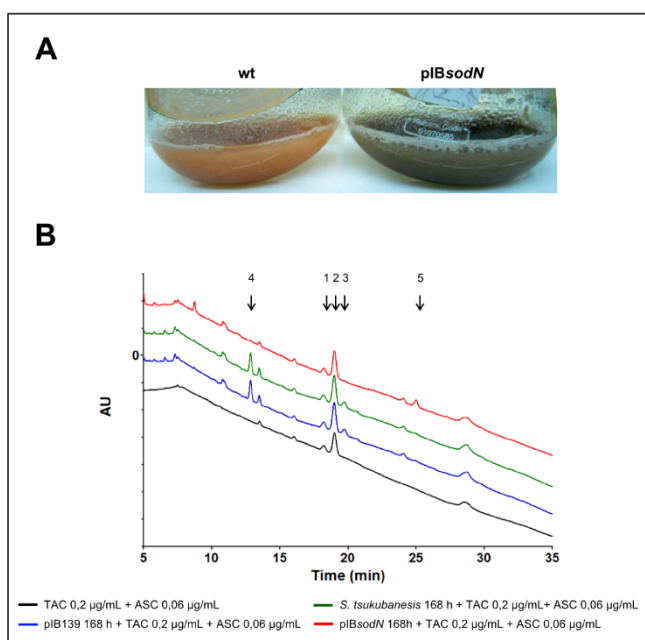 A
wt pIBsodN
01070585
B
4 1 2 3 5
0
AU
5 10 15 20 25 30 35
Time (min)
TAC 0,2 µg/mL + ASC 0,06 µg/mL
S. tsukubanesis 168 h + TAC 0,2 µg/mL+ ASC 0,06 µg/mL
pIB139 168 h + TAC 0,2 µg/mL + ASC 0,06 µg/mL
pIBsodN 168h + TAC 0,2 µg/mL + ASC 0,06 µg/mL